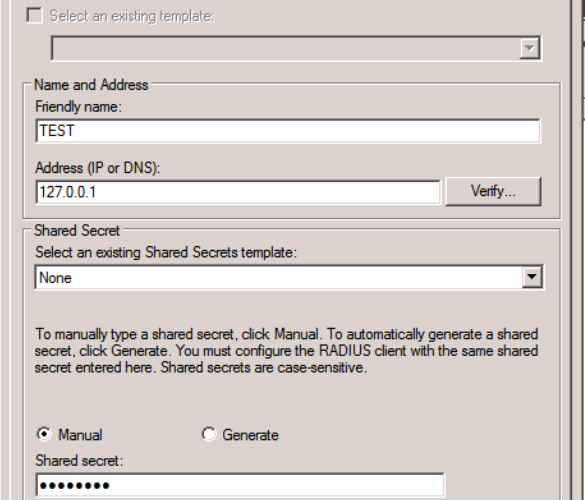 Select an existing template:
Name and Address
Friendly name:
TEST
Address (IP or DNS):
127.0.0.1
Verify...
Shared Secret
Select an existing Shared Secrets template:
None
To manually type a shared secret, click Manual. To automatically generate a shared
secret, click Generate. You must configure the RADIUS client with the same shared
secret entered here. Shared secrets are case-sensitive.
Manual Generate
Shared secret:
●●●●●●●●